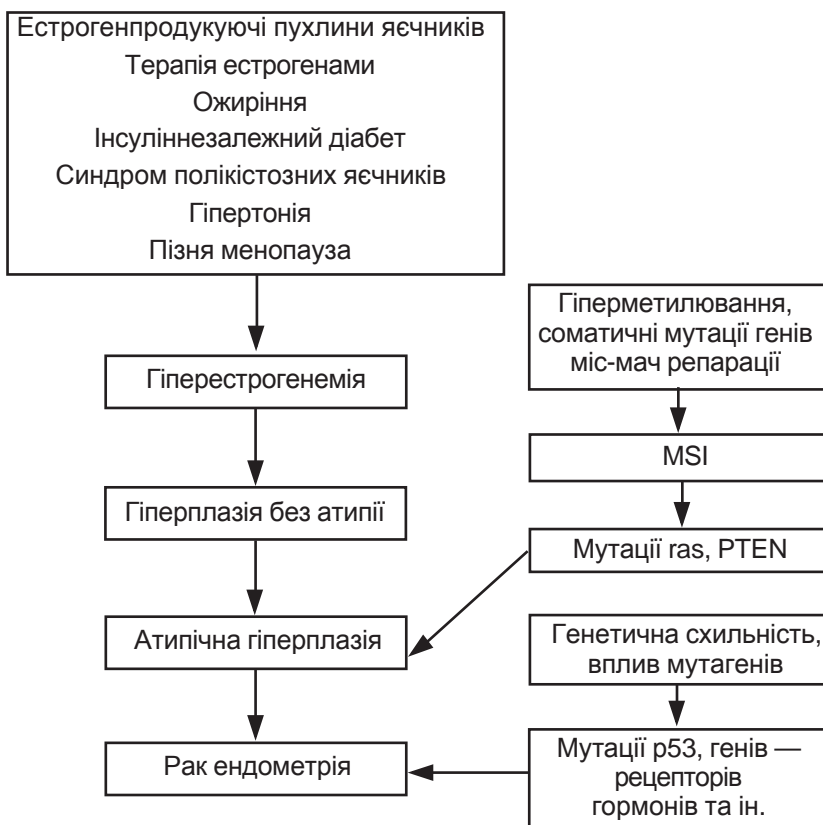 Естрогенпродукуючі пухлини яєчників
Терапія естрогенами
Ожиріння
Інсуліннезалежний діабет
Синдром полікістозних яєчників
Гіпертонія
Пізня менопауза
Гіперестрогенемія
Гіперплазія без атипії
Атипічна гіперплазія
Рак ендометрія
Гіперметилювання,
соматичні мутації генів
міс-мач репарації
MSI
Мутації ras, PTEN
Генетична схильність,
вплив мутагенів
Мутації p53, генів —
рецепторів
гормонів та ін.